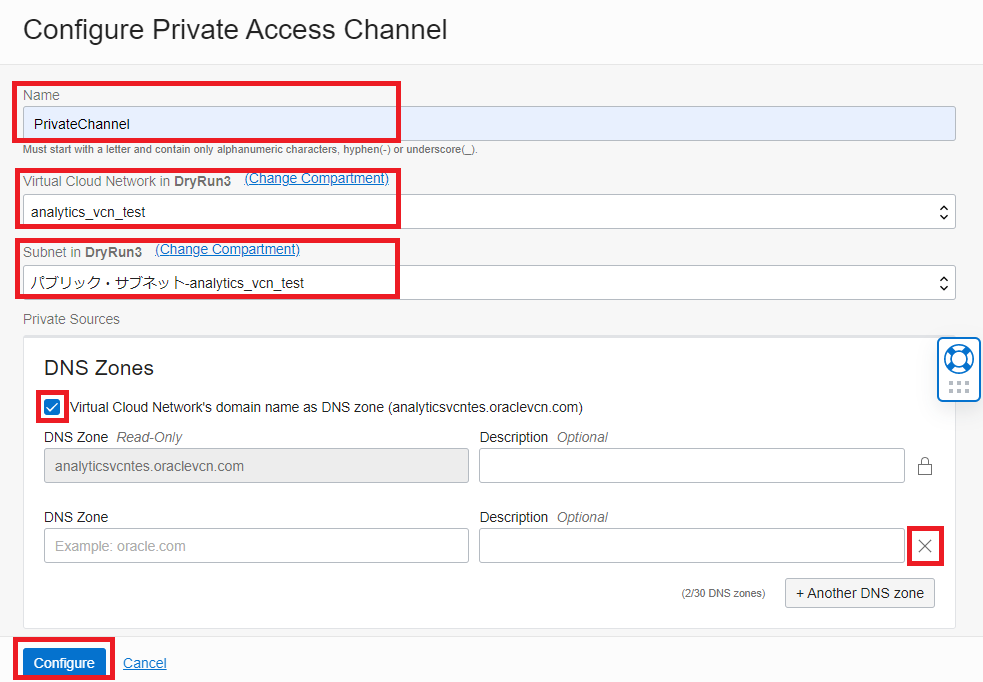 Configure Private Access Channel
Name
PrivateChannel
Must start with a letter and contain only alphanumeric characters, hyphen(-) or underscore(_).
Virtual Cloud Network in DryRun3 (Change Compartment)
analytics_vcn_test
Subnet in DryRun3 (Change Compartment)
パブリック・サブネット-analytics_vcn_test
Private Sources
DNS Zones
Virtual Cloud Network's domain name as DNS zone (analyticsvcntes.oraclevcn.com)
DNS Zone Read-Only Description Optional
analyticsvcntes.oraclevcn.com
DNS Zone Description Optional
Example: oracle.com
(2/30 DNS zones) + Another DNS zone
Configure Cancel